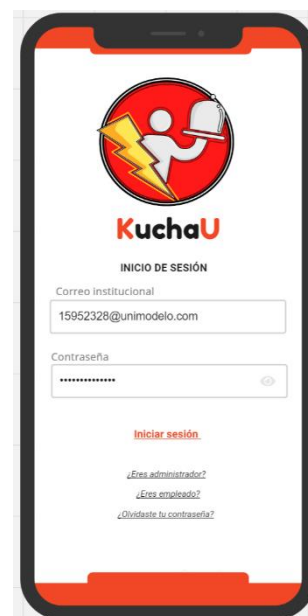 KuchaU
INICIO DE SESIÓN
Correo institucional
15952328@unimodelo.com
Contraseña
••••••••••••••
Iniciar sesión
¿Eres administrador?
¿Eres empleado?
¿Olvidaste tu contraseña?